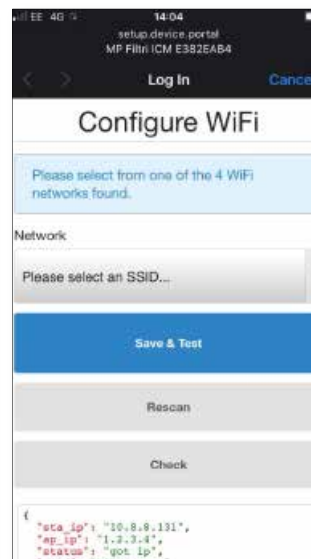 EE 4G 14:04
setup.device.portal
MP Filtri ICM E382EAB4
Log In Cancel
Configure WiFi
Please select from one of the 4 WiFi
networks found.
Network
Please select an SSID...
Save & Test
Rescan
Check
{
"sta_ip": "10.8.8.131",
"ap_ip": "1.2.3.4",
"status": "got ip",